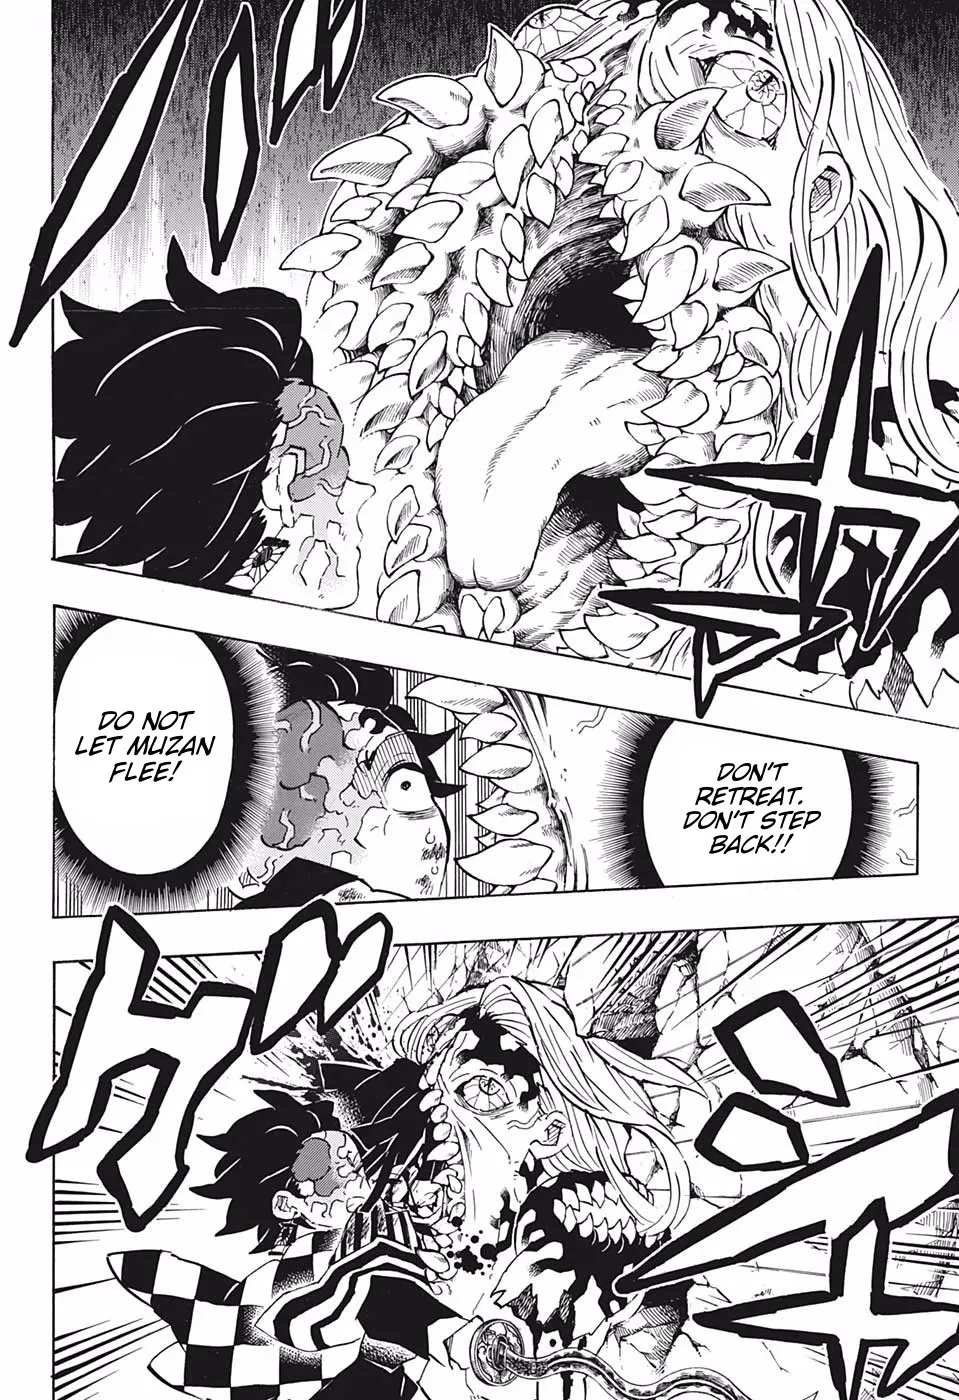 DON'T
RETREAT.
DON'T STEP
BACK!!
DO NOT
LET MUZAN
FLEE!